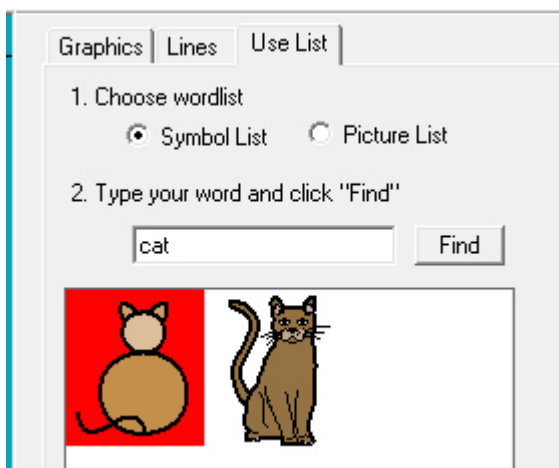 Graphics Lines Use List
1. Choose wordlist
Symbol List Picture List
2. Type your word and click "Find"
cat Find